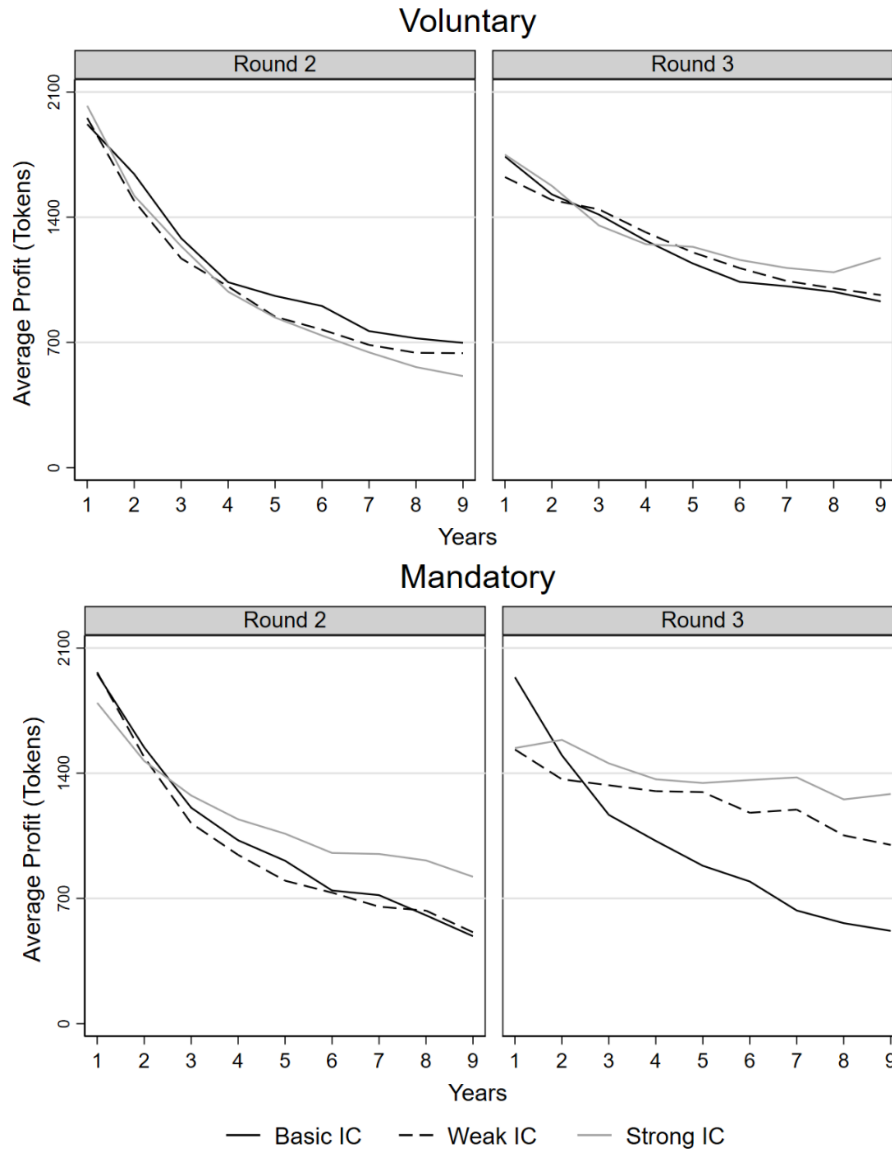 Voluntary
Round 2 Round 3
Average Profit (Tokens)
2100
1400
700
0
1 2 3 4 5 6 7 8 9 1 2 3 4 5 6 7 8 9
Years
Mandatory
Round 2 Round 3
Average Profit (Tokens)
2100
1400
700
0
1 2 3 4 5 6 7 8 9 1 2 3 4 5 6 7 8 9
Years
Basic IC Weak IC Strong IC